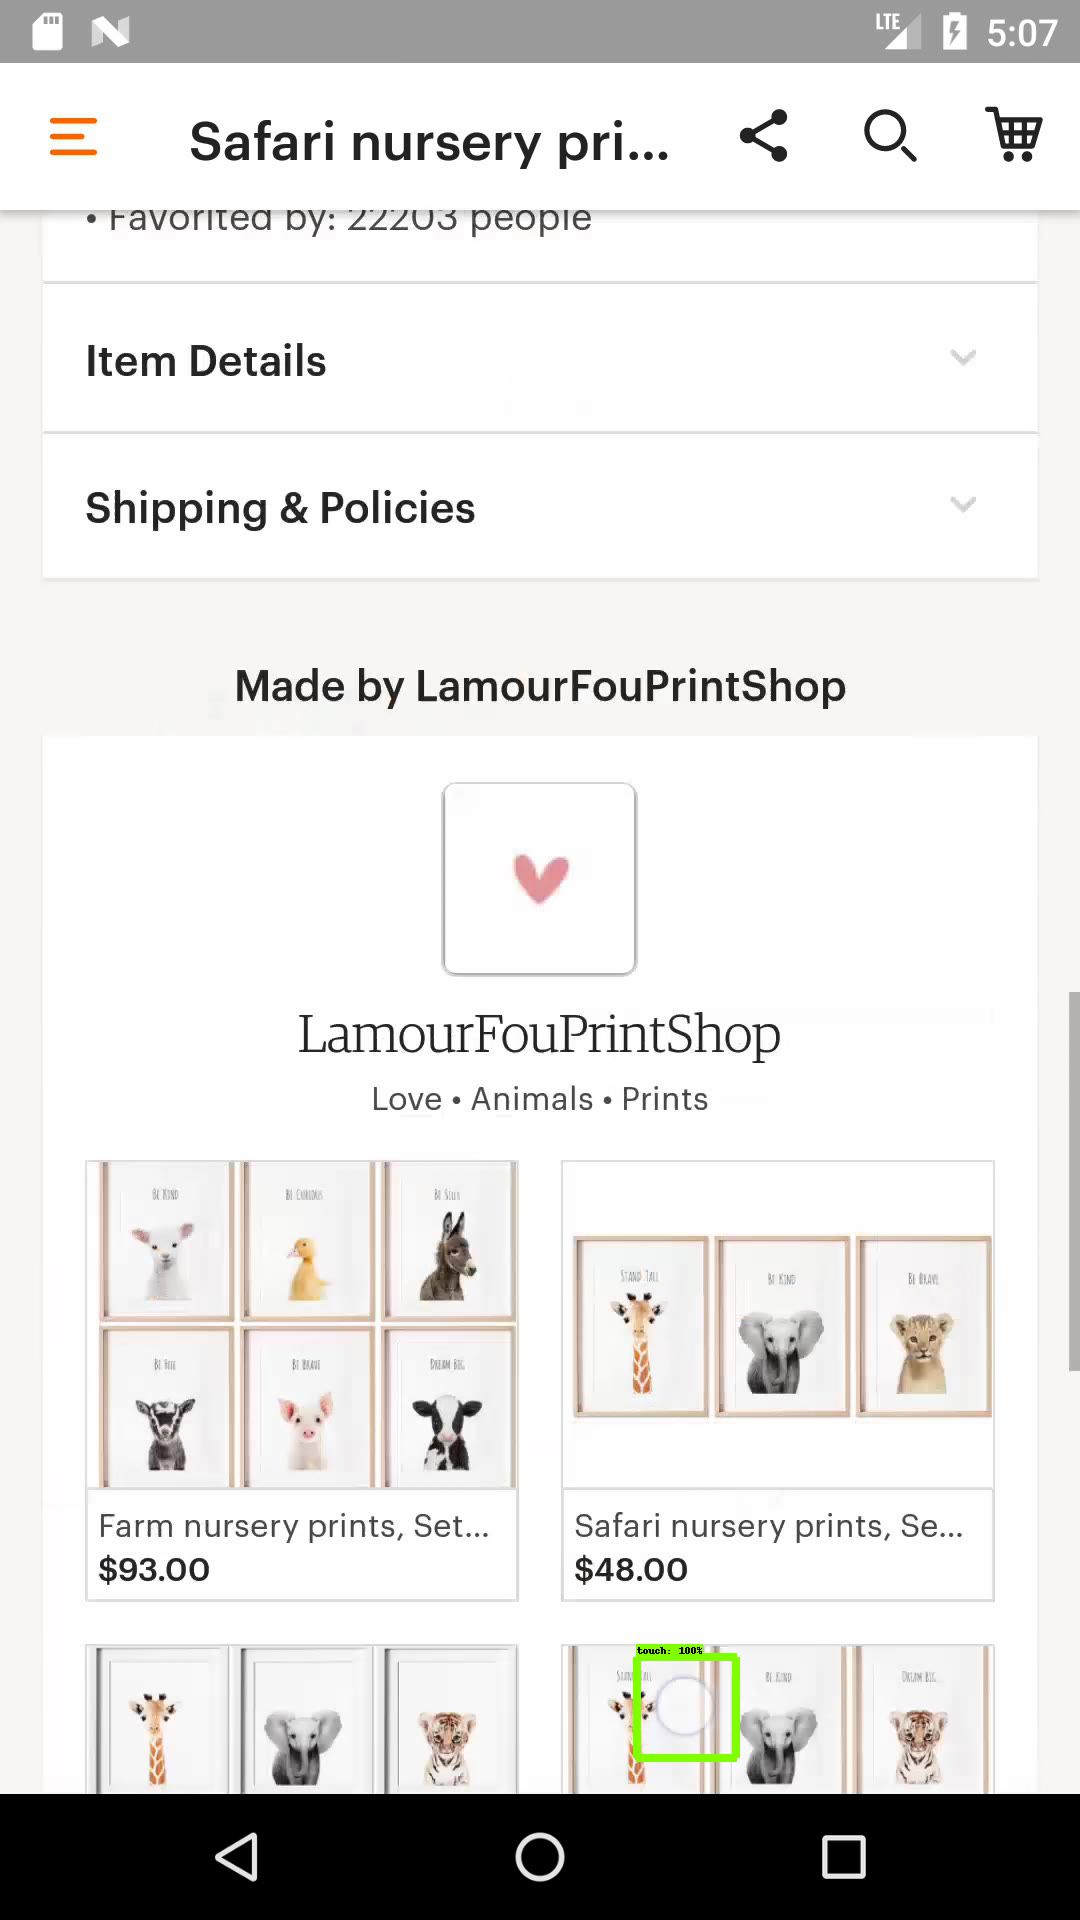 LTE 5:07
Safari nursery pri...
• Favorited by: 22203 people
Item Details
Shipping & Policies
Made by LamourFouPrintShop
LamourFouPrintShop
Love • Animals • Prints
BE KIND BE CURIOUS BE SILLY
BE FREE BE BRAVE DREAM BIG
STAND TALL BE KIND BE BRAVE
Farm nursery prints, Set...
$93.00
Safari nursery prints, Se...
$48.00
touch: 100%
BE KIND DREAM BIG